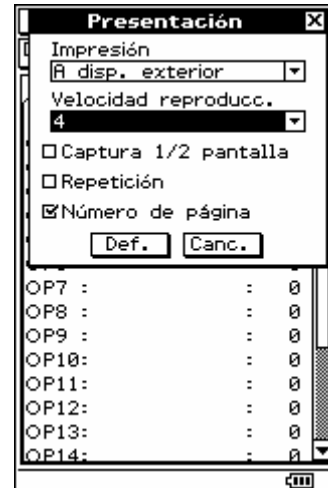 Presentación
Impresión
A disp. exterior
Velocidad reproducc.
4
Captura 1/2 pantalla
Repetición
Número de página
Def. Canc.
OP7 : : 0
OP8 : : 0
OP9 : : 0
OP10: : 0
OP11: : 0
OP12: : 0
OP13: : 0
OP14: : 0